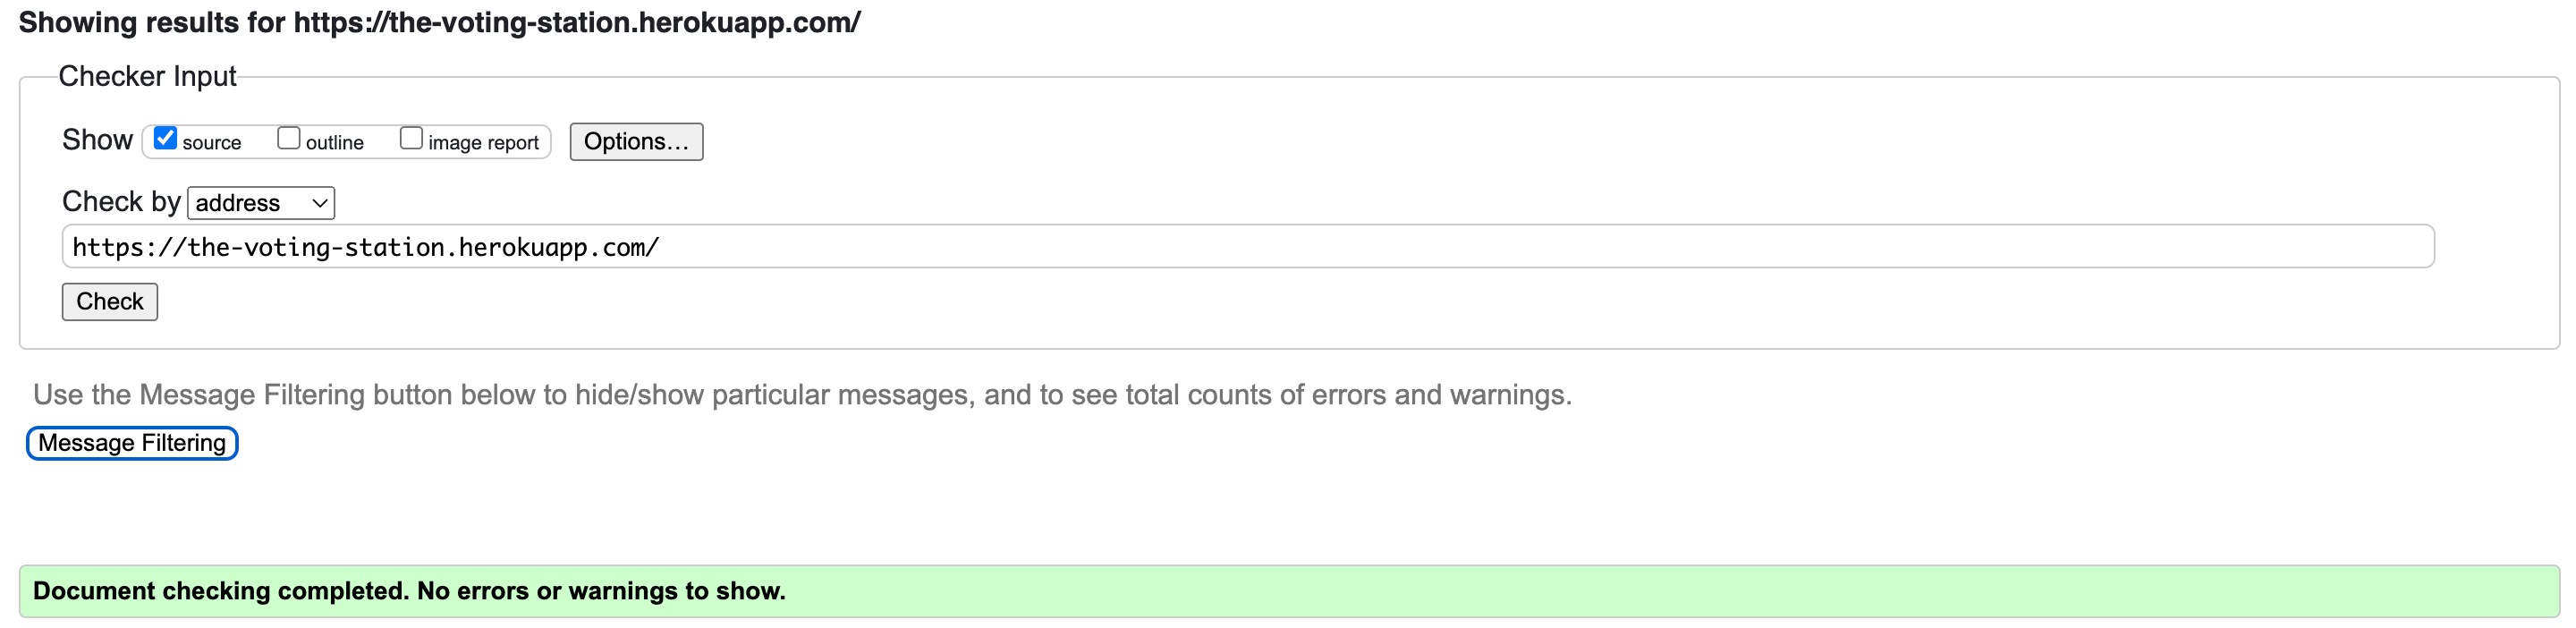 Showing results for https://the-voting-station.herokuapp.com/
Checker Input
Show source outline image report Options...
Check by address
https://the-voting-station.herokuapp.com/
Check
Use the Message Filtering button below to hide/show particular messages, and to see total counts of errors and warnings.
Message Filtering
Document checking completed. No errors or warnings to show.